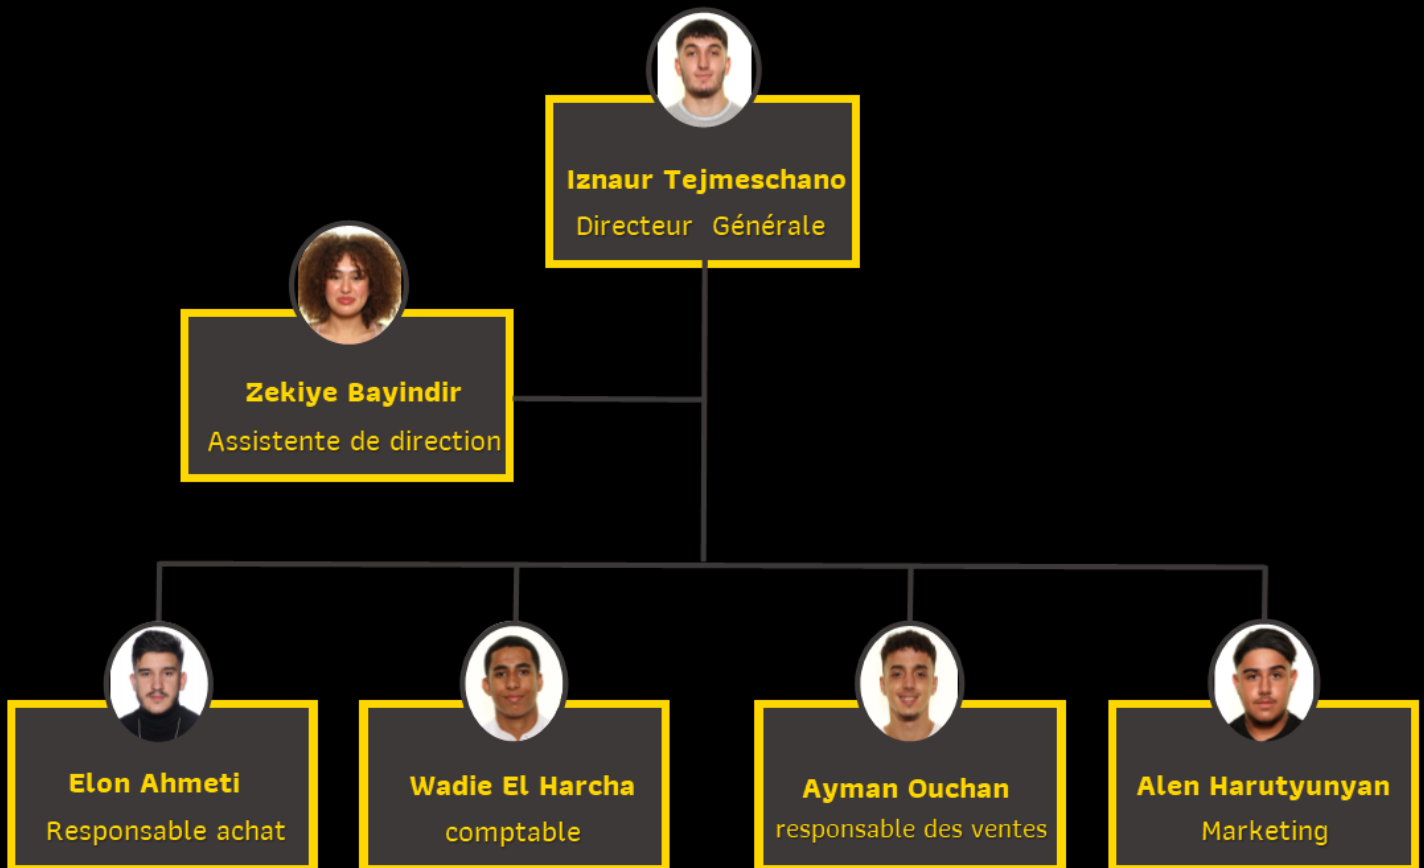 Iznaur Tejmeschano
Directeur Générale
Zekiye Bayindir
Assistente de direction
Elon Ahmeti
Responsable achat
Wadie El Harcha
comptable
Ayman Ouchan
responsable des ventes
Alen Harutyunyan
Marketing